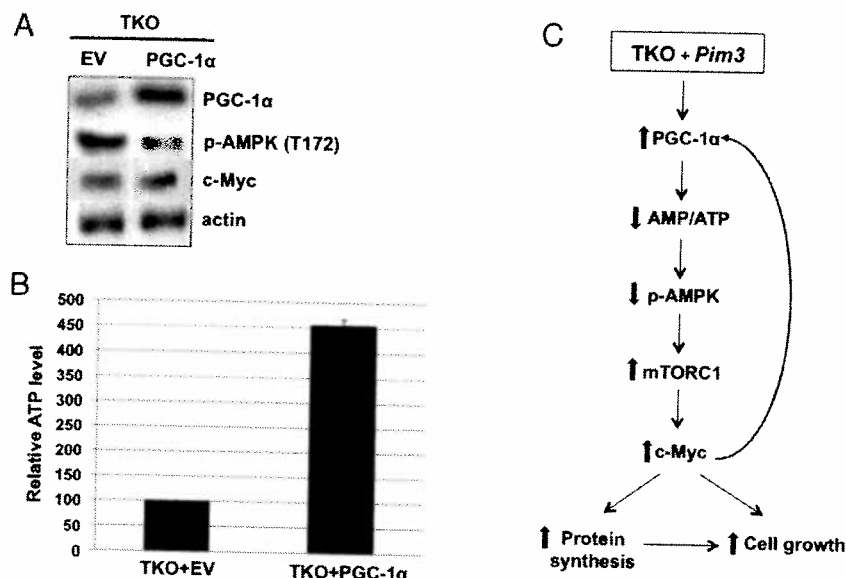 A
TKO
EV PGC-1α
PGC-1α
p-AMPK (T172)
c-Myc
actin
B
Relative ATP level
500
450
400
350
300
250
200
150
100
50
0
TKO+EV TKO+PGC-1α
C
TKO + Pim3
PGC-1α
AMP/ATP
p-AMPK
mTORC1
c-Myc
Protein
synthesis
Cell growth